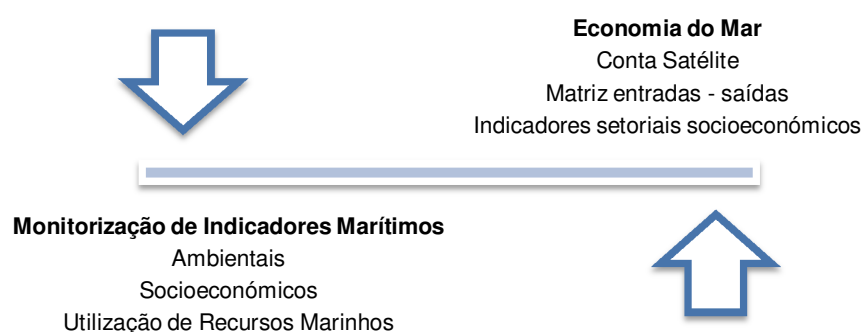 Economia do Mar
Conta Satélite
Matriz entradas - saídas
Indicadores setoriais socioeconómicos
Monitorização de Indicadores Marítimos
Ambientais
Socioeconómicos
Utilização de Recursos Marinhos